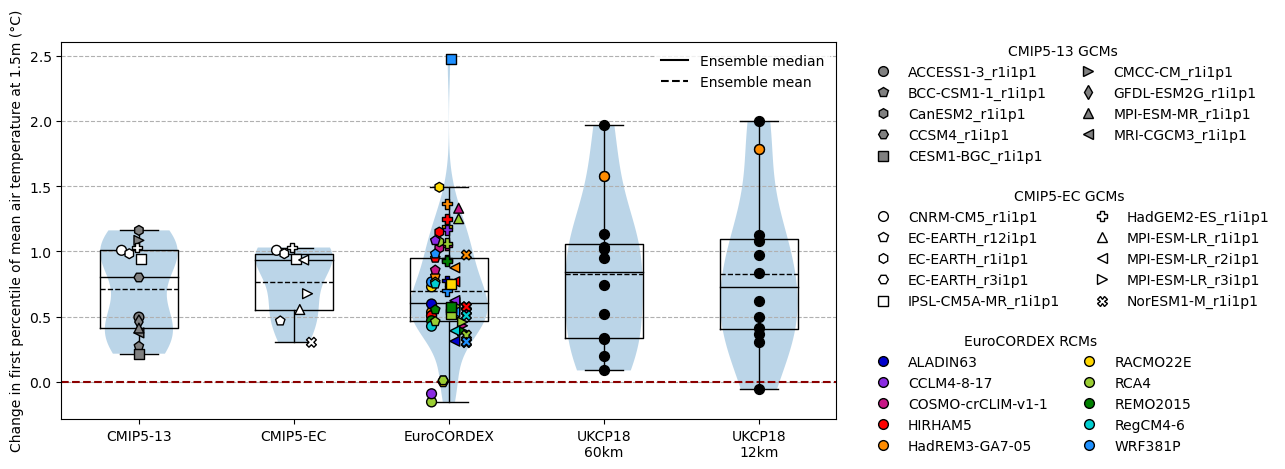 Change in first percentile of mean air temperature at 1.5m (°C)
2.5
2.0
1.5
1.0
0.5
0.0
Ensemble median
Ensemble mean
CMIP5-13
CMIP5-EC
EuroCORDEX
UKCP18
60km
UKCP18
12km
CMIP5-13 GCMs
ACCESS1-3_r1i1p1
BCC-CSM1-1_r1i1p1
CanESM2_r1i1p1
CCSM4_r1i1p1
CESM1-BGC_r1i1p1
CMCC-CM_r1i1p1
GFDL-ESM2G_r1i1p1
MPI-ESM-MR_r1i1p1
MRI-CGCM3_r1i1p1
CMIP5-EC GCMs
CNRM-CM5_r1i1p1
EC-EARTH_r12i1p1
EC-EARTH_r1i1p1
EC-EARTH_r3i1p1
IPSL-CM5A-MR_r1i1p1
HadGEM2-ES_r1i1p1
MPI-ESM-LR_r1i1p1
MPI-ESM-LR_r2i1p1
MPI-ESM-LR_r3i1p1
NorESM1-M_r1i1p1
EuroCORDEX RCMs
ALADIN63
CCLM4-8-17
COSMO-crCLIM-v1-1
HIRHAM5
HadREM3-GA7-05
RACMO22E
RCA4
REMO2015
RegCM4-6
WRF381P